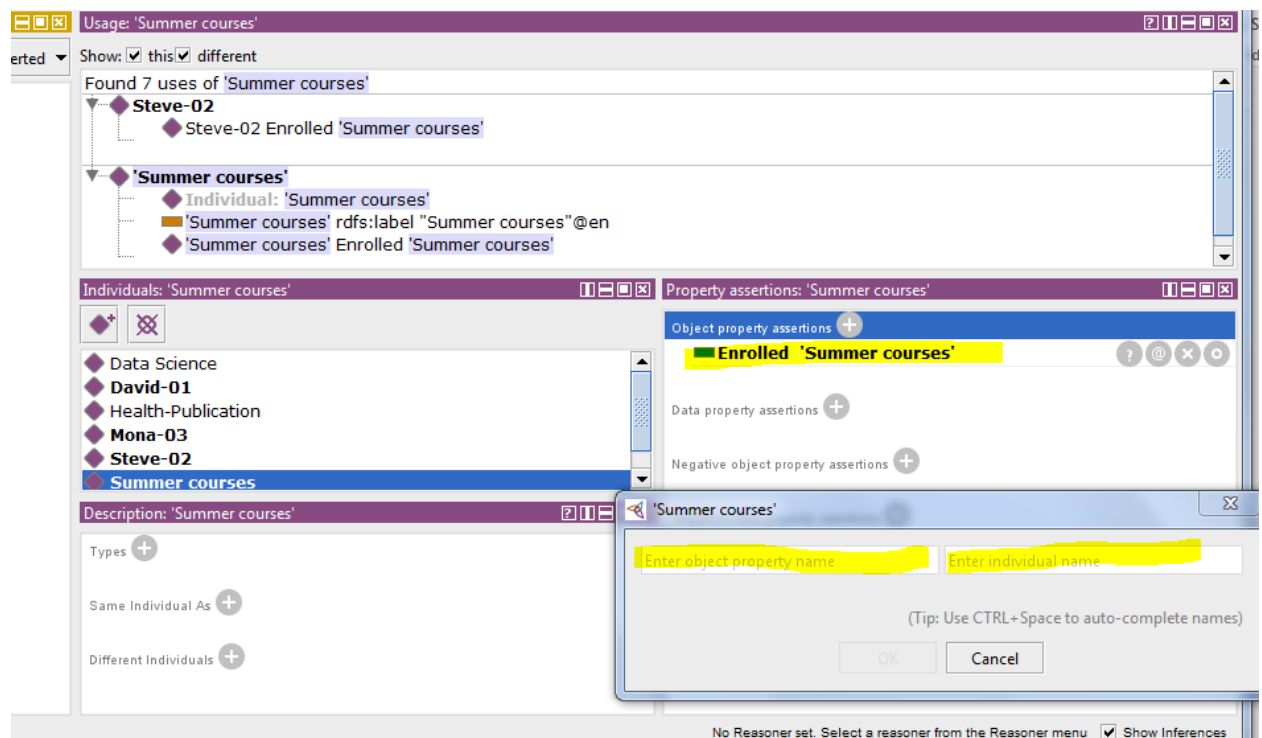 Usage: 'Summer courses'
erted
Show: this different
Found 7 uses of 'Summer courses'
Steve-02
Steve-02 Enrolled 'Summer courses'
'Summer courses'
Individual: 'Summer courses'
'Summer courses' rdfs:label "Summer courses"@en
'Summer courses' Enrolled 'Summer courses'
Individuals: 'Summer courses'
Data Science
David-01
Health-Publication
Mona-03
Steve-02
Summer courses
Property assertions: 'Summer courses'
Object property assertions
Enrolled 'Summer courses'
Data property assertions
Negative object property assertions
Description: 'Summer courses'
Types
Same Individual As
Different Individuals
'Summer courses'
Enter object property name
Enter individual name
(Tip: Use CTRL+Space to auto-complete names)
OK
Cancel
No Reasoner set. Select a reasoner from the Reasoner menu Show Inferences